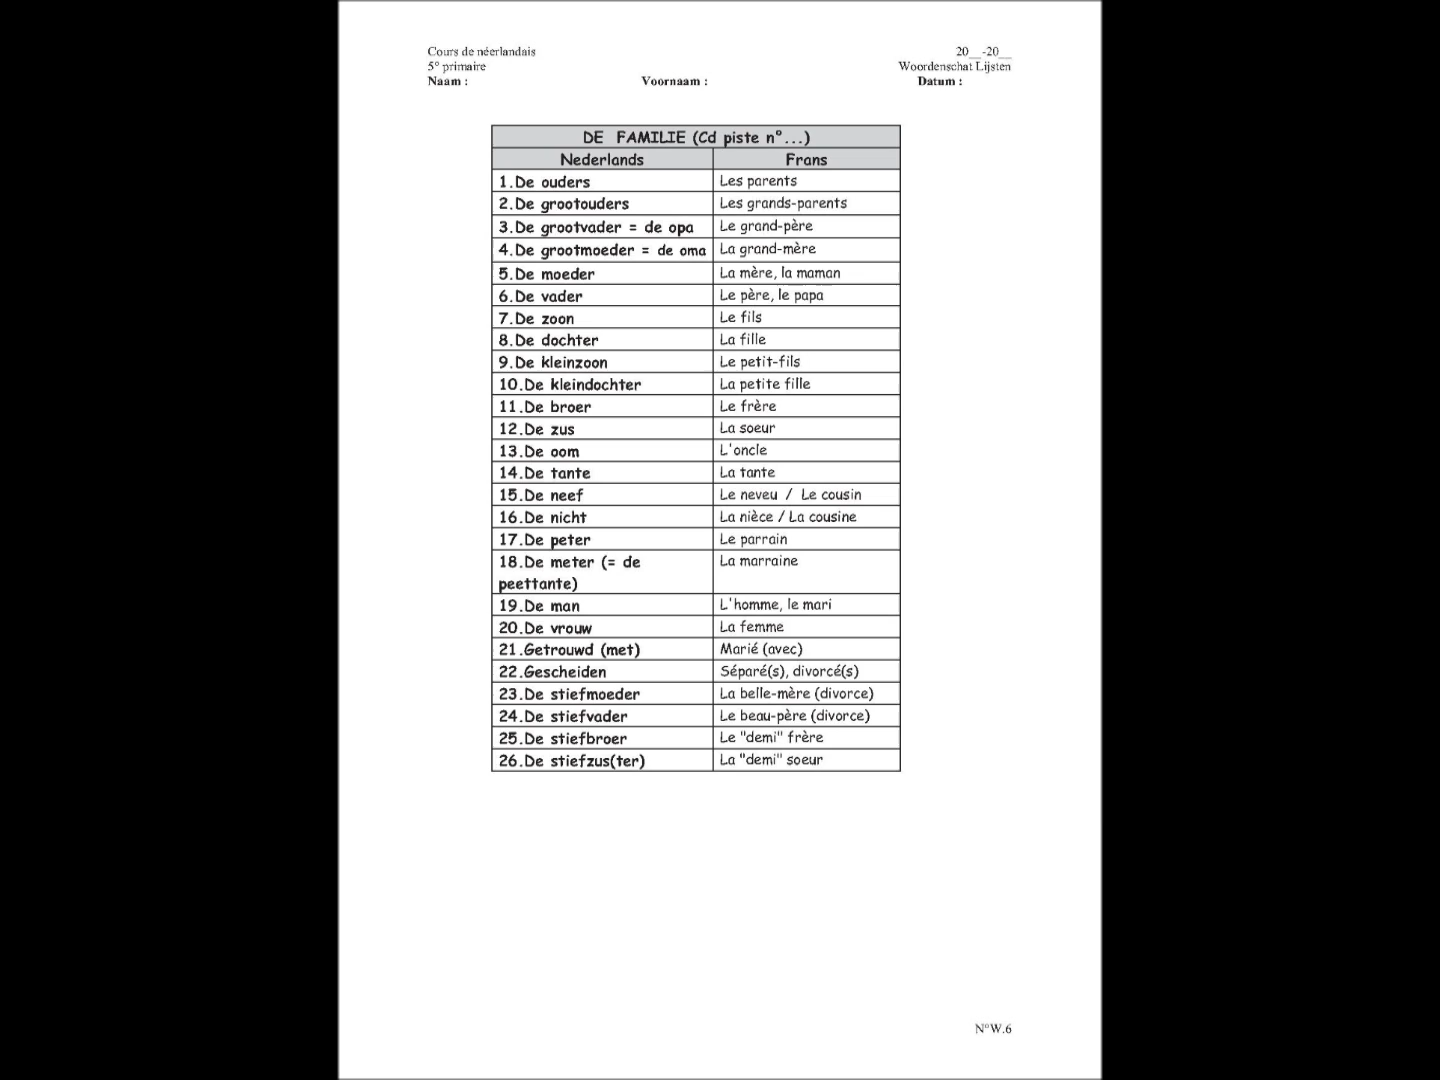 Cours de néerlandais 20__-20__
5° primaire Woordenschat Lijsten
Naam : Voornaam : Datum :
DE FAMILIE (Cd piste n°...)
Nederlands Frans
1.De ouders Les parents
2.De grootouders Les grands-parents
3.De grootvader = de opa Le grand-père
4.De grootmoeder = de oma La grand-mère
5.De moeder La mère, la maman
6.De vader Le père, le papa
7.De zoon Le fils
8.De dochter La fille
9.De kleinzoon Le petit-fils
10.De kleindochter La petite fille
11.De broer Le frère
12.De zus La soeur
13.De oom L'oncle
14.De tante La tante
15.De neef Le neveu / Le cousin
16.De nicht La nièce / La cousine
17.De peter Le parrain
18.De meter (= de La marraine
peettante)
19.De man L'homme, le mari
20.De vrouw La femme
21.Getrouwd (met) Marié (avec)
22.Gescheiden Séparé(s), divorcé(s)
23.De stiefmoeder La belle-mère (divorce)
24.De stiefvader Le beau-père (divorce)
25.De stiefbroer Le "demi" frère
26.De stiefzus(ter) La "demi" soeur
N°W.6